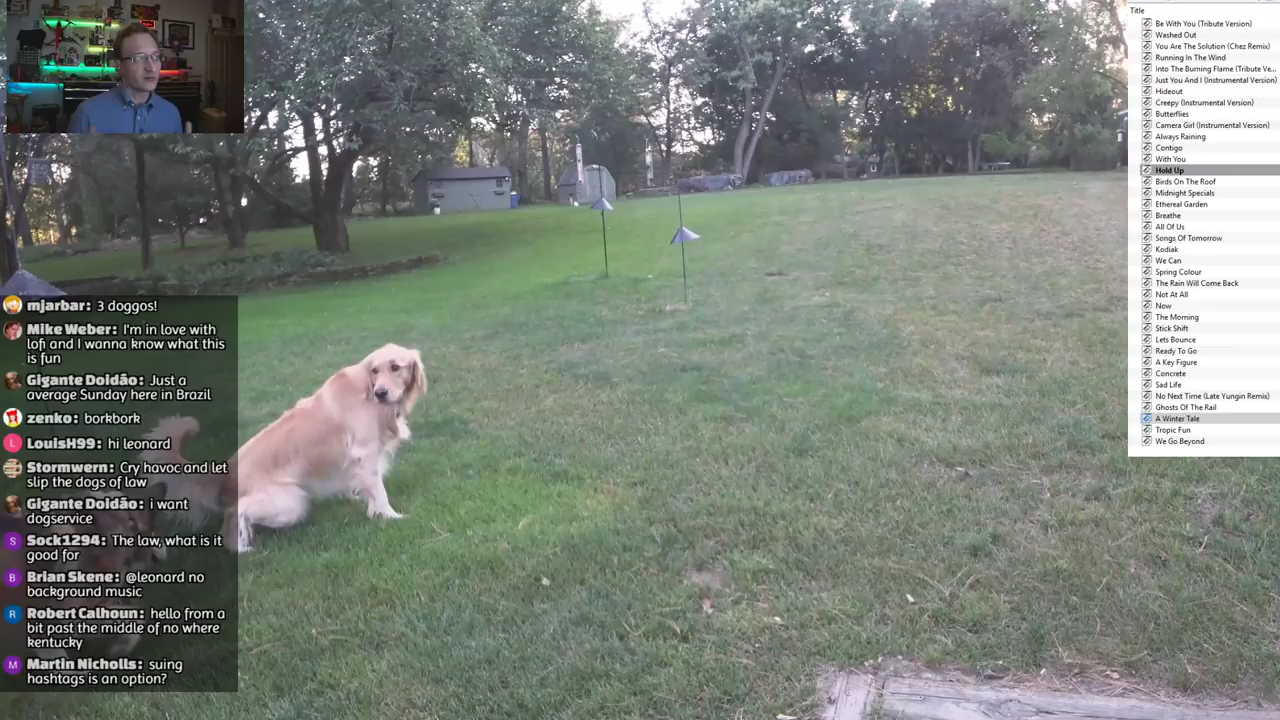 mjarbar: 3 doggos!
Mike Weber: I'm in love with
lofi and I wanna know what this
is fun
Gigante Doidão: Just a
average Sunday here in Brazil
zenko: borkbork
L
LouisH99: hi leonard
Stormwern: Cry havoc and let
slip the dogs of law
Gigante Doidão: i want
dogservice
S
Sock1294: The law, what is it
good for
B
Brian Skene: @leonard no
background music
R
Robert Calhoun: hello from a
bit past the middle of no where
kentucky
M
Martin Nicholls: suing
hashtags is an option?
Title
Be With You (Tribute Version)
Washed Out
You Are The Solution (Chez Remix)
Running In The Wind
Into The Burning Flame (Tribute Ve...
Just You And I (Instrumental Version)
Hideout
Creepy (Instrumental Version)
Butterflies
Camera Girl (Instrumental Version)
Always Raining
Contigo
With You
Hold Up
Birds On The Roof
Midnight Specials
Ethereal Garden
Breathe
All Of Us
Songs Of Tomorrow
Kodiak
We Can
Spring Colour
The Rain Will Come Back
Not At All
Now
The Morning
Stick Shift
Lets Bounce
Ready To Go
A Key Figure
Concrete
Sad Life
No Next Time (Late Yungin Remix)
Ghosts Of The Rail
A Winter Tale
Tropic Fun
We Go Beyond